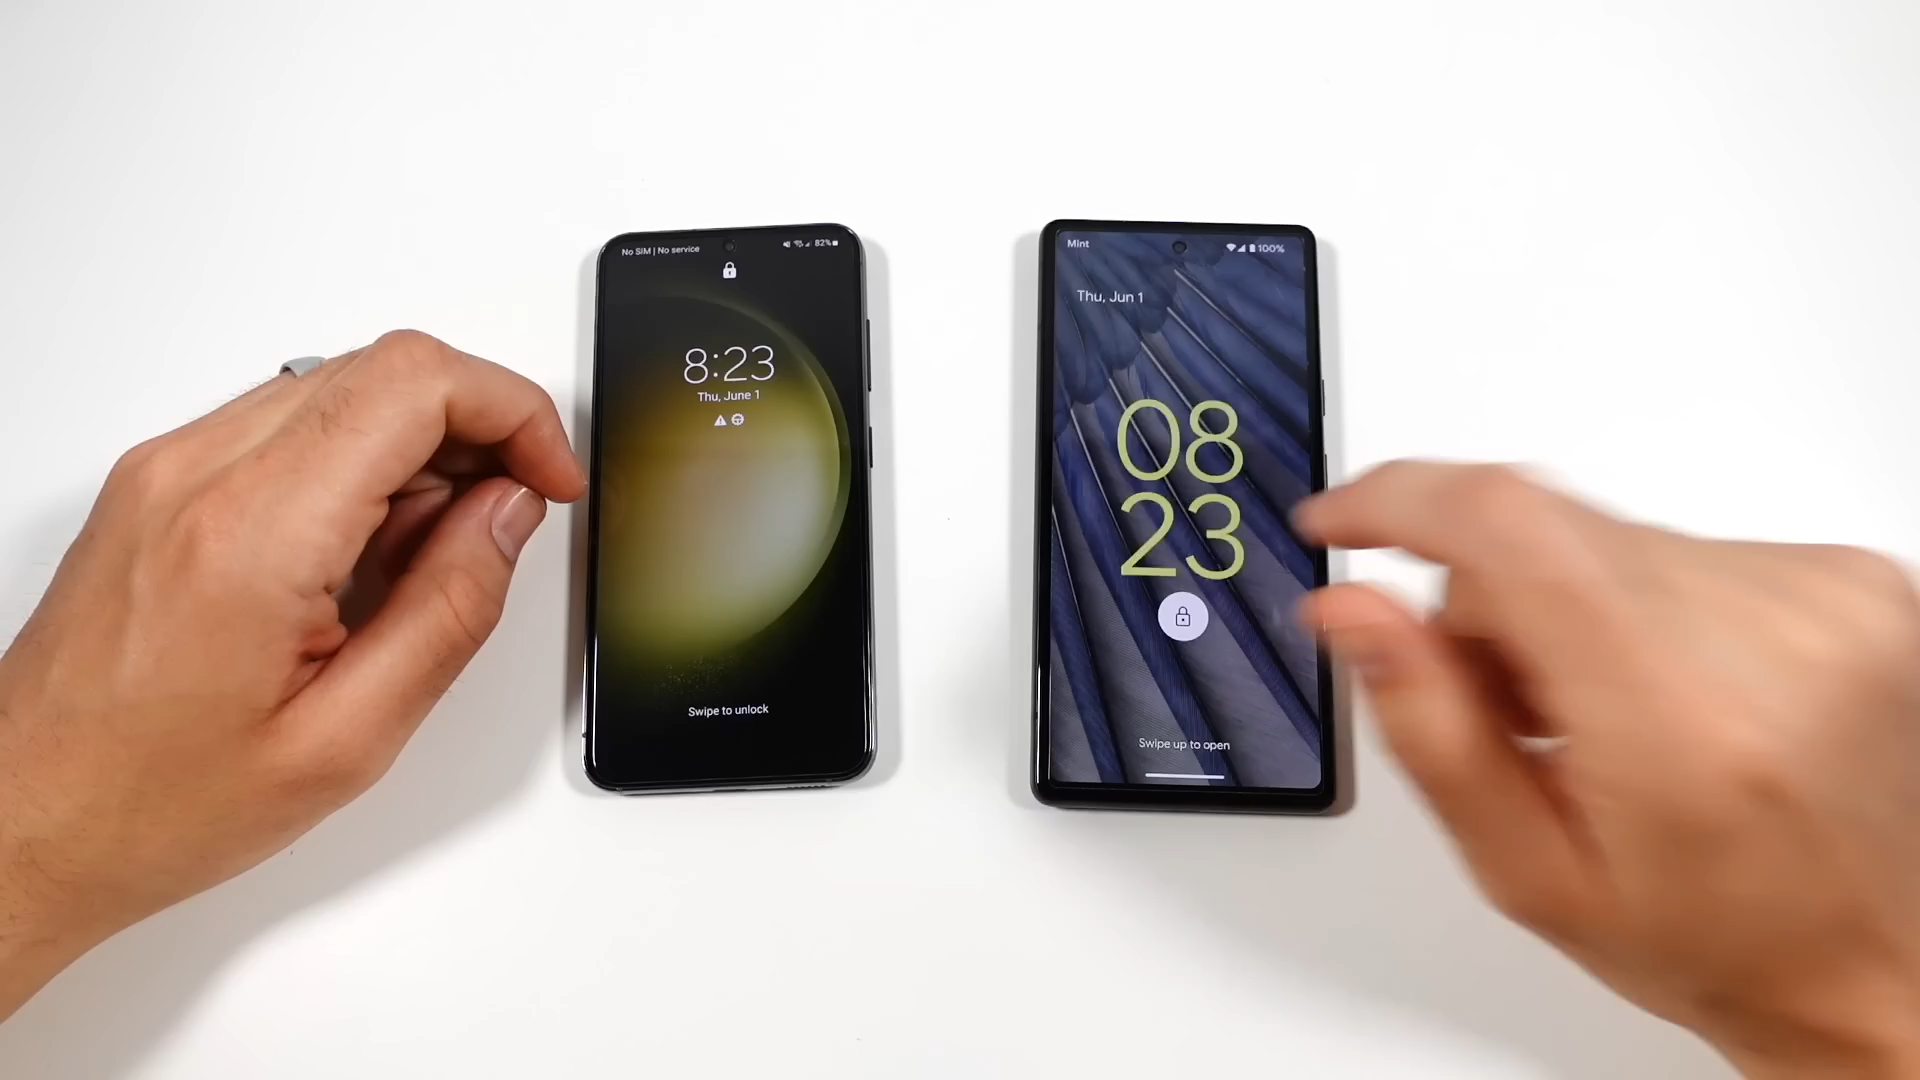 No SIM | No service
82%
8:23
Thu, June 1
Swipe to unlock
Mint
100%
Thu, Jun 1
08
23
Swipe up to open